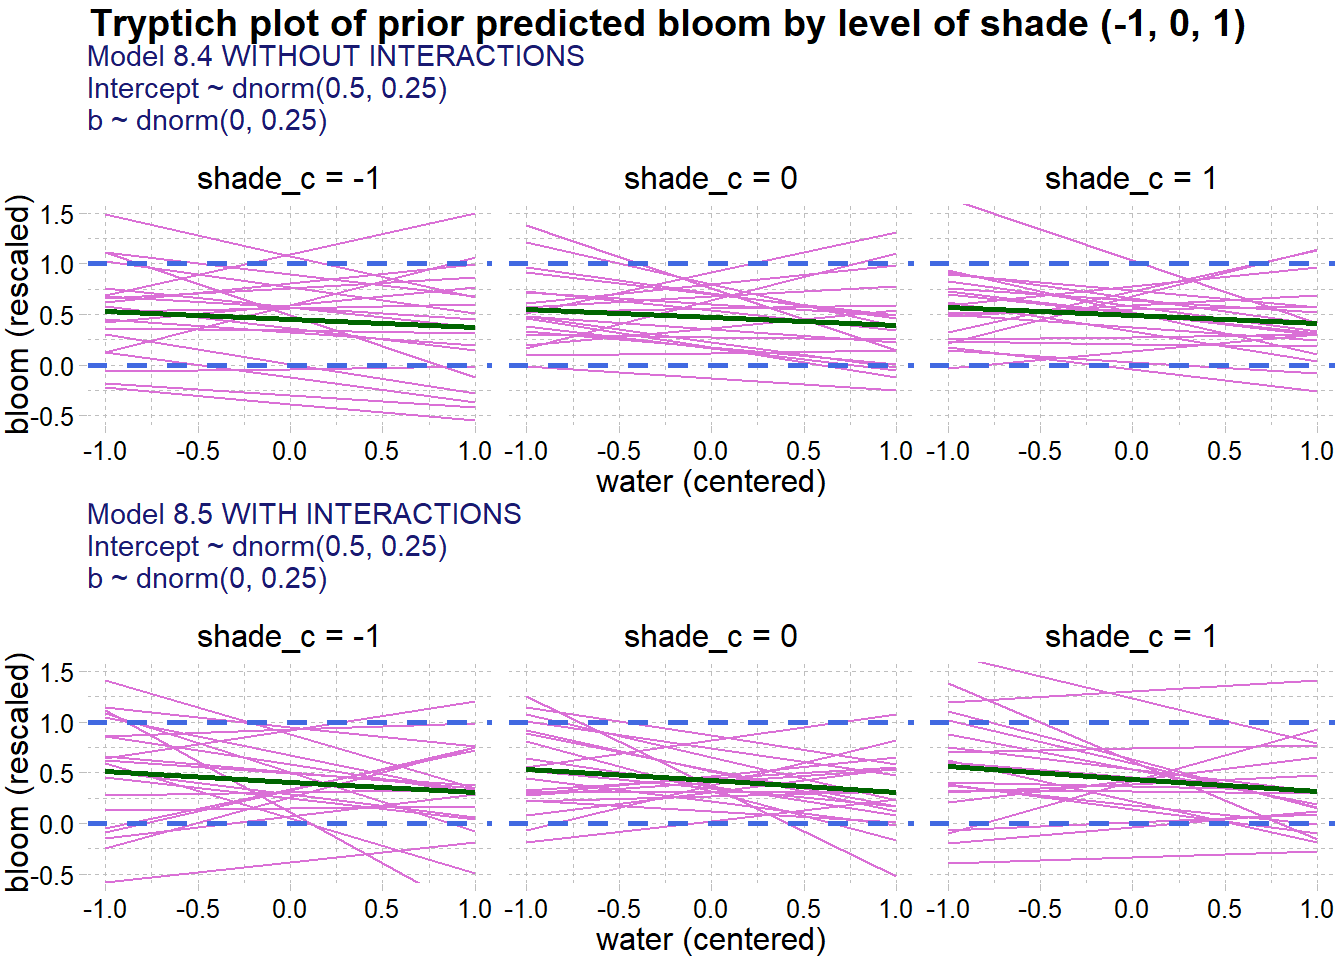 Tryptich plot of prior predicted bloom by level of shade (-1, 0, 1)
Model 8.4 WITHOUT INTERACTIONS
Intercept ~ dnorm(0.5, 0.25)
b ~ dnorm(0, 0.25)
shade_c = -1 shade_c = 0 shade_c = 1
bloom (rescaled)
1.5
1.0
0.5
0.0
-0.5
-1.0 -0.5 0.0 0.5 1.0 -1.0 -0.5 0.0 0.5 1.0 -1.0 -0.5 0.0 0.5 1.0
water (centered)
Model 8.5 WITH INTERACTIONS
Intercept ~ dnorm(0.5, 0.25)
b ~ dnorm(0, 0.25)
shade_c = -1 shade_c = 0 shade_c = 1
bloom (rescaled)
1.5
1.0
0.5
0.0
-0.5
-1.0 -0.5 0.0 0.5 1.0 -1.0 -0.5 0.0 0.5 1.0 -1.0 -0.5 0.0 0.5 1.0
water (centered)